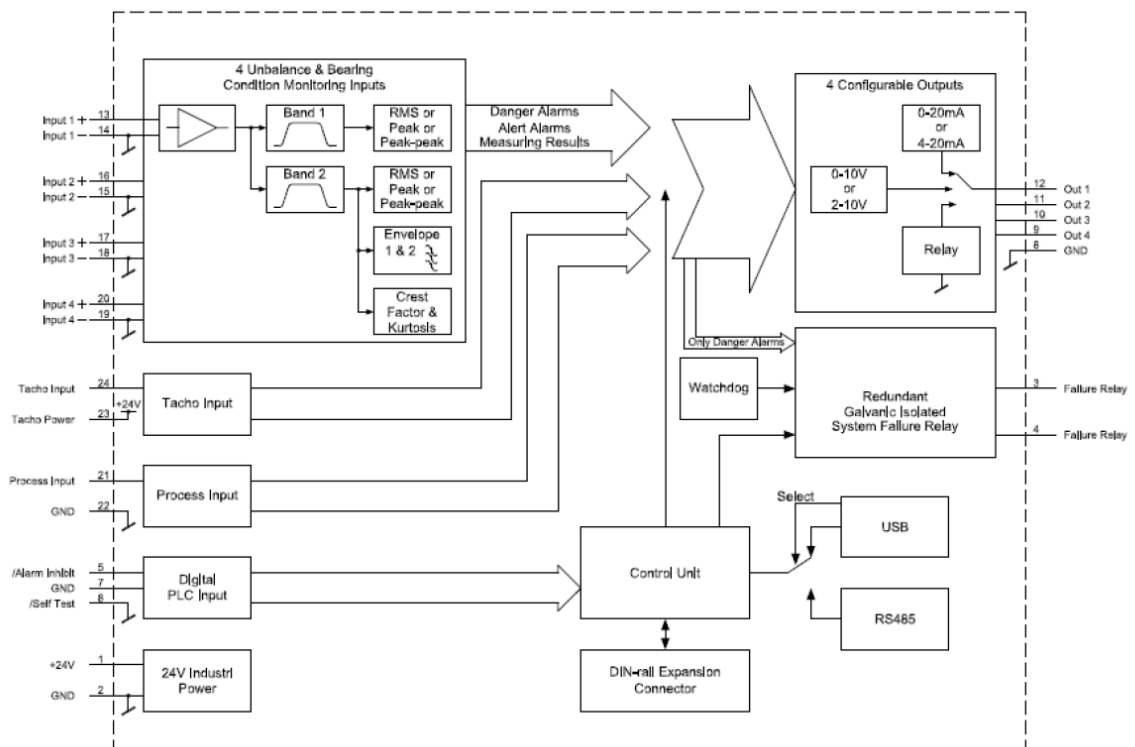 4 Unbalance & Bearing
Condition Monitoring Inputs
Band 1
RMS or
Peak or
Peak-peak
Band 2
RMS or
Peak or
Peak-peak
Envelope
1 & 2
Crest
Factor &
Kurtosis
Input 1 + 13
Input 1 - 14
Input 2 + 16
Input 2 - 15
Input 3 + 17
Input 3 - 18
Input 4 + 20
Input 4 - 19
Danger Alarms
Alert Alarms
Measuring Results
4 Configurable Outputs
0-20mA
or
4-20mA
0-10V
or
2-10V
Relay
12 Out 1
11 Out 2
10 Out 3
9 Out 4
6 GND
Only Danger Alarms
Watchdog
Redundant
Galvanic Isolated
System Failure Relay
3 Failure Relay
4 Failure Relay
Tacho Input 24
+24V
Tacho Power 23
Tacho Input
Process Input 21
GND 22
Process Input
/Alarm Inhibit 5
GND 7
/Self Test 8
Digital
PLC Input
Control Unit
Select
USB
RS485
+24V 1
GND 2
24V Industri
Power
DIN-rail Expansion
Connector